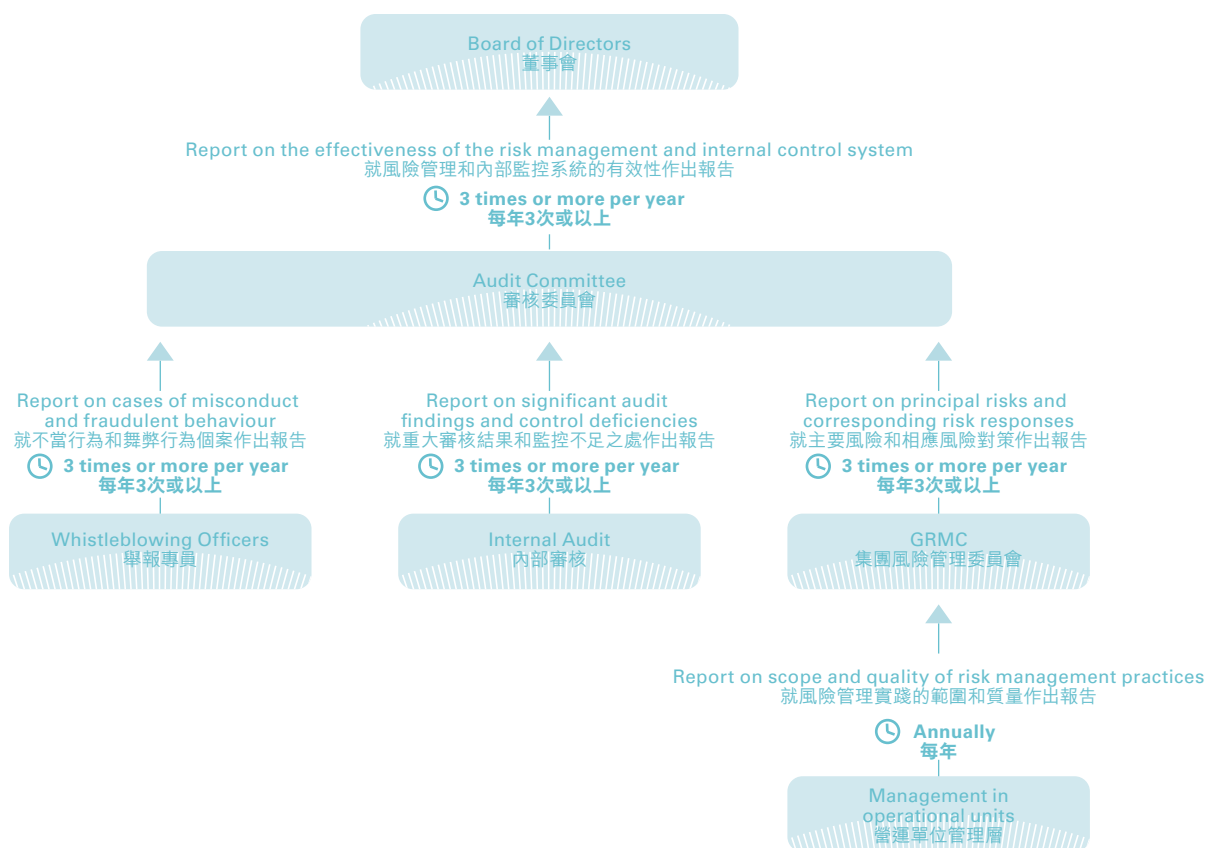 Board of Directors
董事會
Report on the effectiveness of the risk management and internal control system
就風險管理和內部監控系統的有效性作出報告
3 times or more per year
每年3次或以上
Audit Committee
審核委員會
Report on cases of misconduct
and fraudulent behaviour
就不當行為和舞弊行為個案作出報告
3 times or more per year
每年3次或以上
Whistleblowing Officers
舉報專員
Report on significant audit
findings and control deficiencies
就重大審核結果和監控不足之處作出報告
3 times or more per year
每年3次或以上
Internal Audit
內部審核
Report on principal risks and
corresponding risk responses
就主要風險和相應風險對策作出報告
3 times or more per year
每年3次或以上
GRMC
集團風險管理委員會
Report on scope and quality of risk management practices
就風險管理實踐的範圍和質量作出報告
Annually
每年
Management in
operational units
營運單位管理層